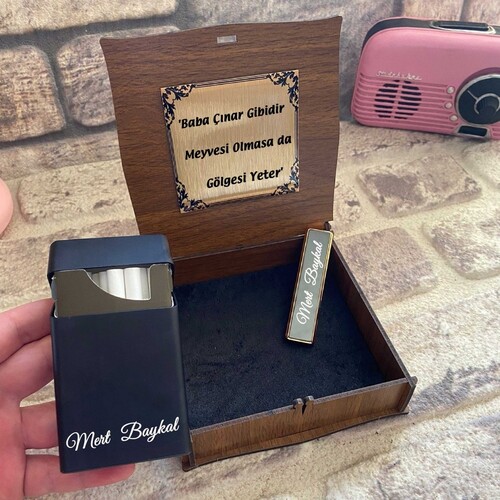 'Baba Çınar Gibidir
Meyvesi Olmasa da
Gölgesi Yeter'
Mert Baykal
Mert Baykal